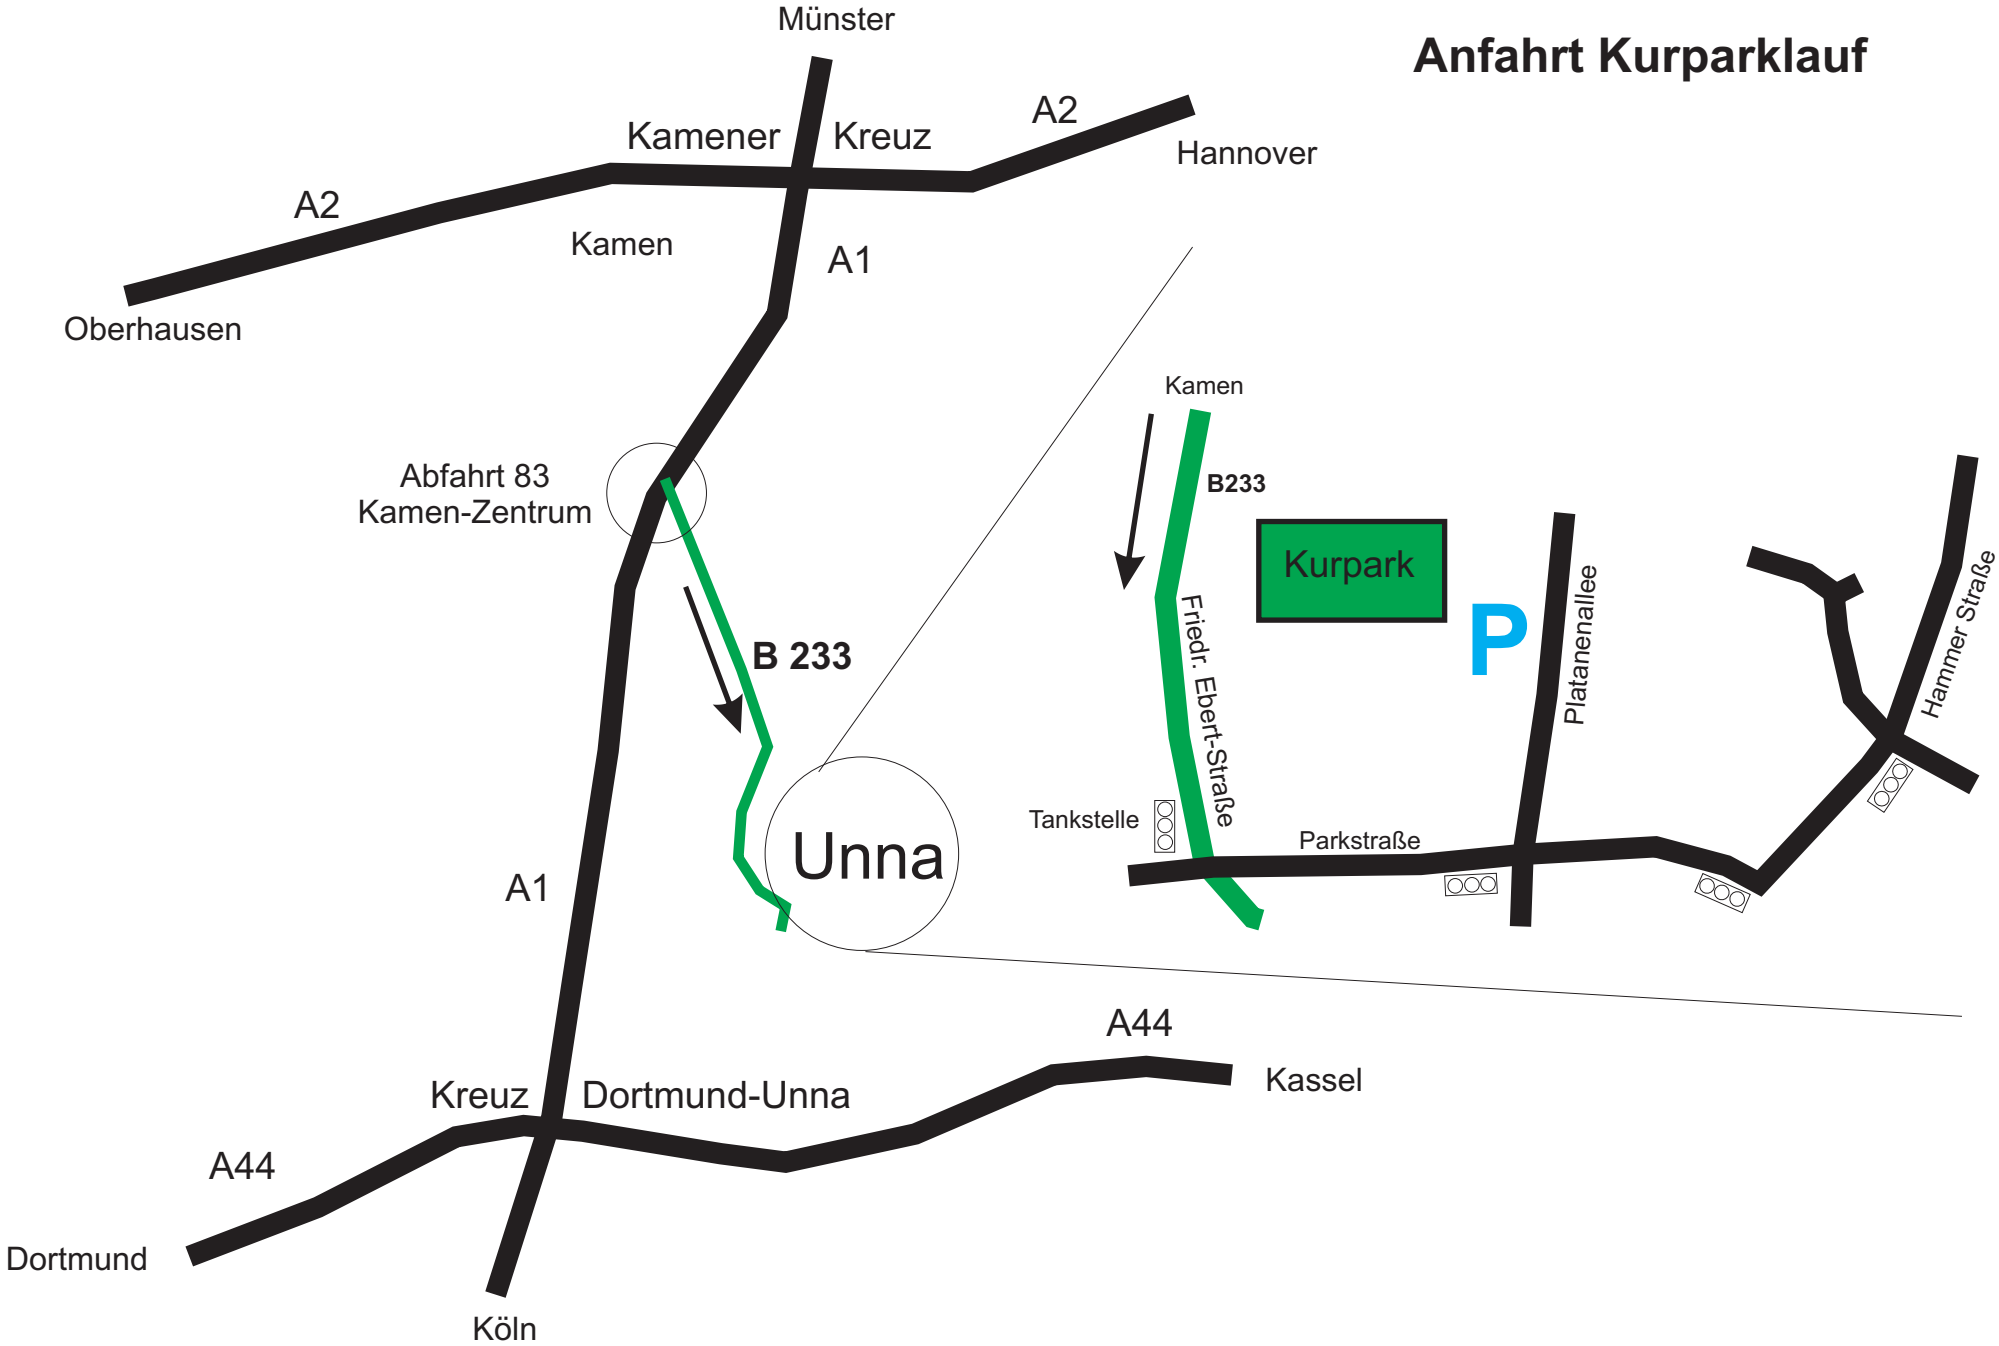 Münster
Anfahrt Kurparklauf
A2
Kamener Kreuz
Hannover
A2
Kamen
A1
Oberhausen
Kamen
Abfahrt 83
Kamen-Zentrum
B233
Kurpark
P
Platanenallee
Hammer Straße
Friedr. Ebert-Straße
B 233
Tankstelle
Parkstraße
Unna
A1
A44
Kassel
Kreuz Dortmund-Unna
A44
Dortmund
Köln